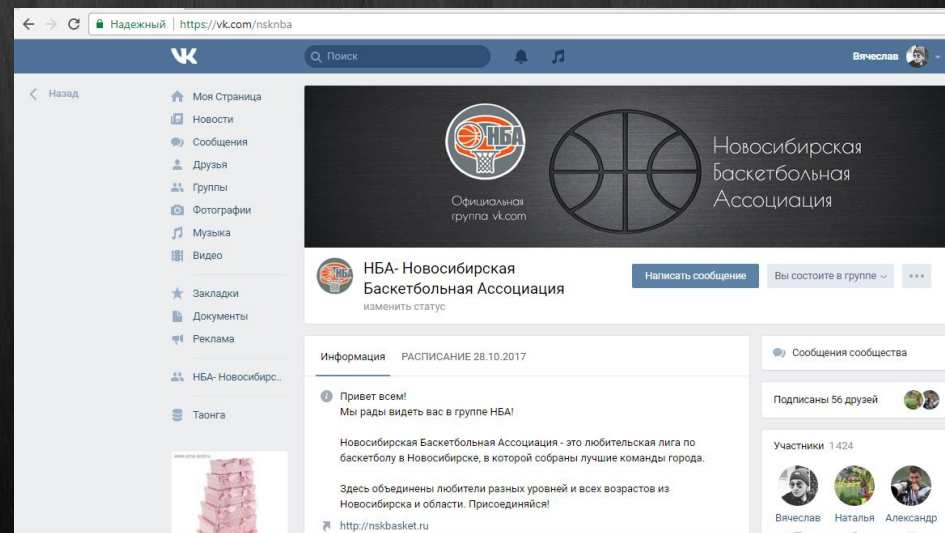 Надежный | https://vk.com/nsknba
Поиск
Вячеслав
Назад
Моя Страница
Новости
Сообщения
Друзья
Группы
Фотографии
Музыка
Видео
Закладки
Документы
Реклама
НБА- Новосибирс..
Таонга
НБА
Официальная
группа vk.com
Новосибирская
Баскетбольная
Ассоциация
НБА- Новосибирская
Баскетбольная Ассоциация
изменить статус
Написать сообщение
Вы состоите в группе
Информация РАСПИСАНИЕ 28.10.2017
Привет всем!
Мы рады видеть вас в группе НБА!
Новосибирская Баскетбольная Ассоциация - это любительская лига по
баскетболу в Новосибирске, в которой собраны лучшие команды города.
Здесь объединены любители разных уровней и всех возрастов из
Новосибирска и области. Присоединяйся!
http://nskbasket.ru
Сообщения сообщества
Подписаны 56 друзей
Участники 1 424
Вячеслав Наталья Александр